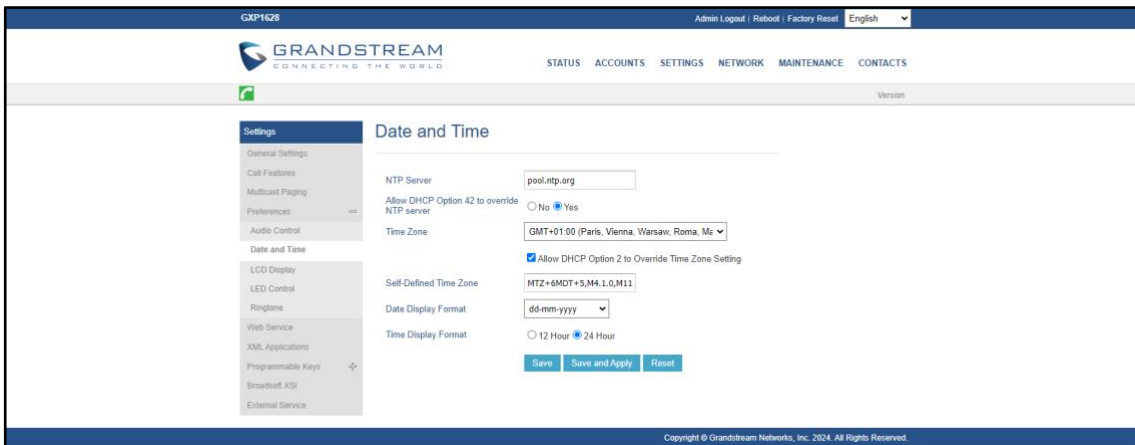 GXP1628
Admin Logout | Reboot | Factory Reset English
GRANDSTREAM
CONNECTING THE WORLD
STATUS ACCOUNTS SETTINGS NETWORK MAINTENANCE CONTACTS
Version
Settings
General Settings
Call Features
Multicast Paging
Preferences
Audio Control
Date and Time
LCD Display
LED Control
Ringtone
Web Service
XML Applications
Programmable Keys
Broadsoft XSI
External Service
Date and Time
NTP Server pool.ntp.org
Allow DHCP Option 42 to override
NTP server No Yes
Time Zone GMT+01:00 (Paris, Vienna, Warsaw, Roma, Ma
Allow DHCP Option 2 to Override Time Zone Setting
Self-Defined Time Zone MTZ+6MDT+5,M4.1.0,M11
Date Display Format dd-mm-yyyy
Time Display Format 12 Hour 24 Hour
Save Save and Apply Reset
Copyright © Grandstream Networks, Inc. 2024. All Rights Reserved.